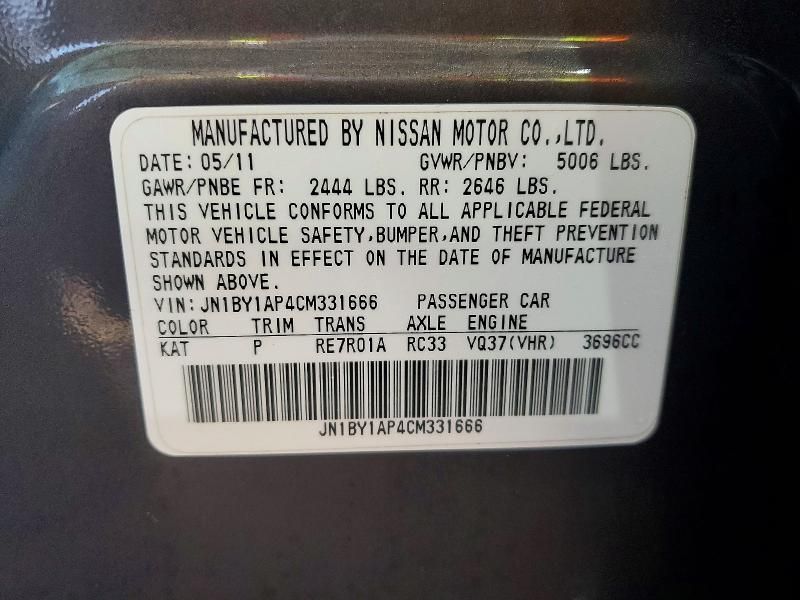 MANUFACTURED BY NISSAN MOTOR CO.,LTD.
DATE: 05/11 GVWR/PNBV: 5006 LBS.
GAWR/PNBE FR: 2444 LBS. RR: 2646 LBS.
THIS VEHICLE CONFORMS TO ALL APPLICABLE FEDERAL
MOTOR VEHICLE SAFETY,BUMPER,AND THEFT PREVENTION
STANDARDS IN EFFECT ON THE DATE OF MANUFACTURE
SHOWN ABOVE.
VIN: JN1BY1AP4CM331666 PASSENGER CAR
COLOR TRIM TRANS AXLE ENGINE
KAT P RE7R01A RC33 VQ37(VHR) 3696CC
JN1BY1AP4CM331666